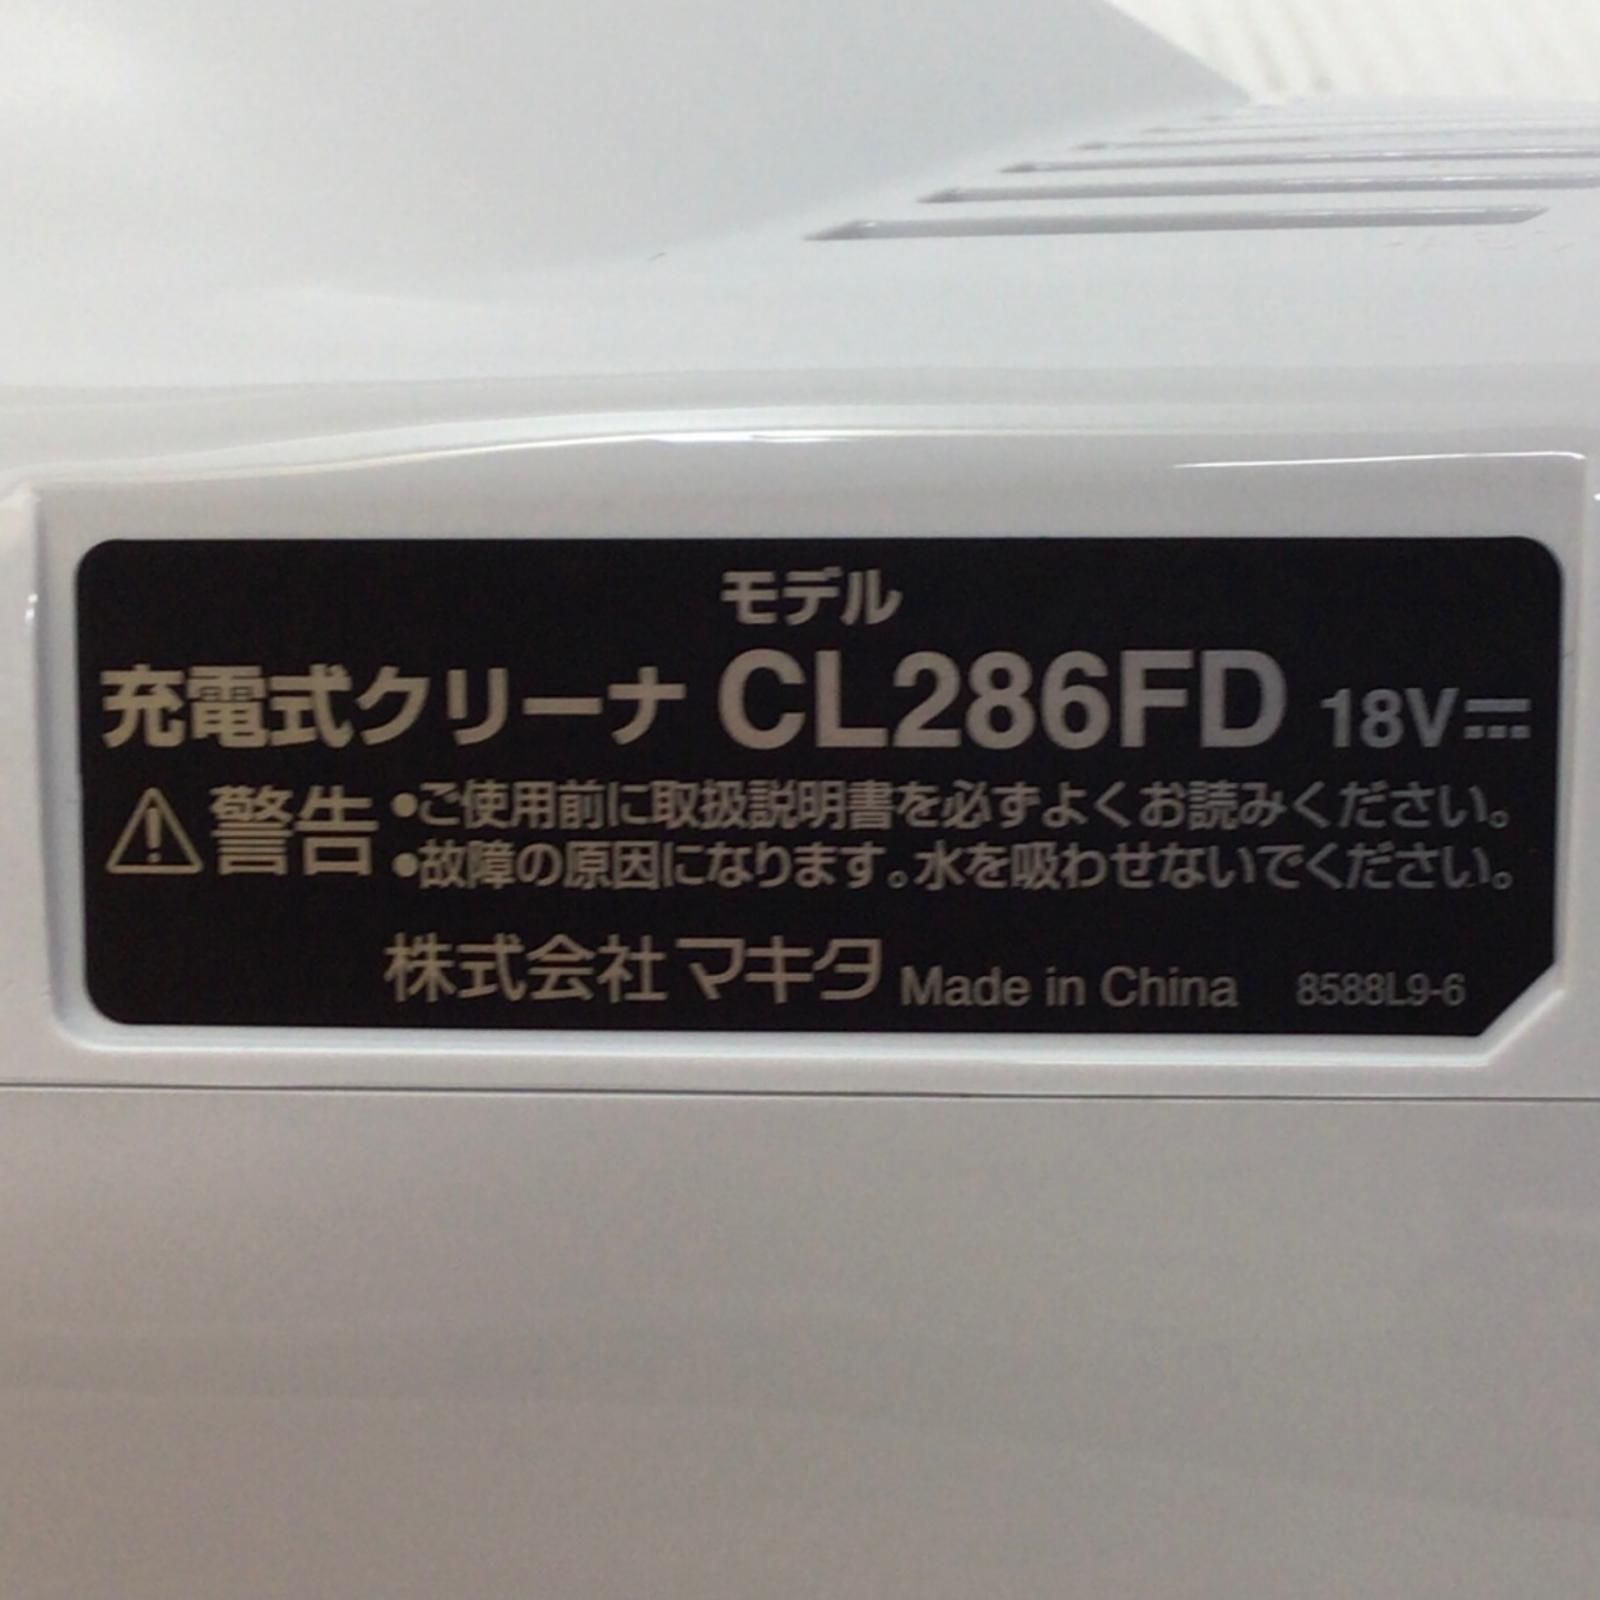 モデル
充電式クリーナ CL286FD 18V⎓
⚠警告 •ご使用前に取扱説明書を必ずよくお読みください。
•故障の原因になります。水を吸わせないでください。
株式会社マキタ Made in China 8588L9-6